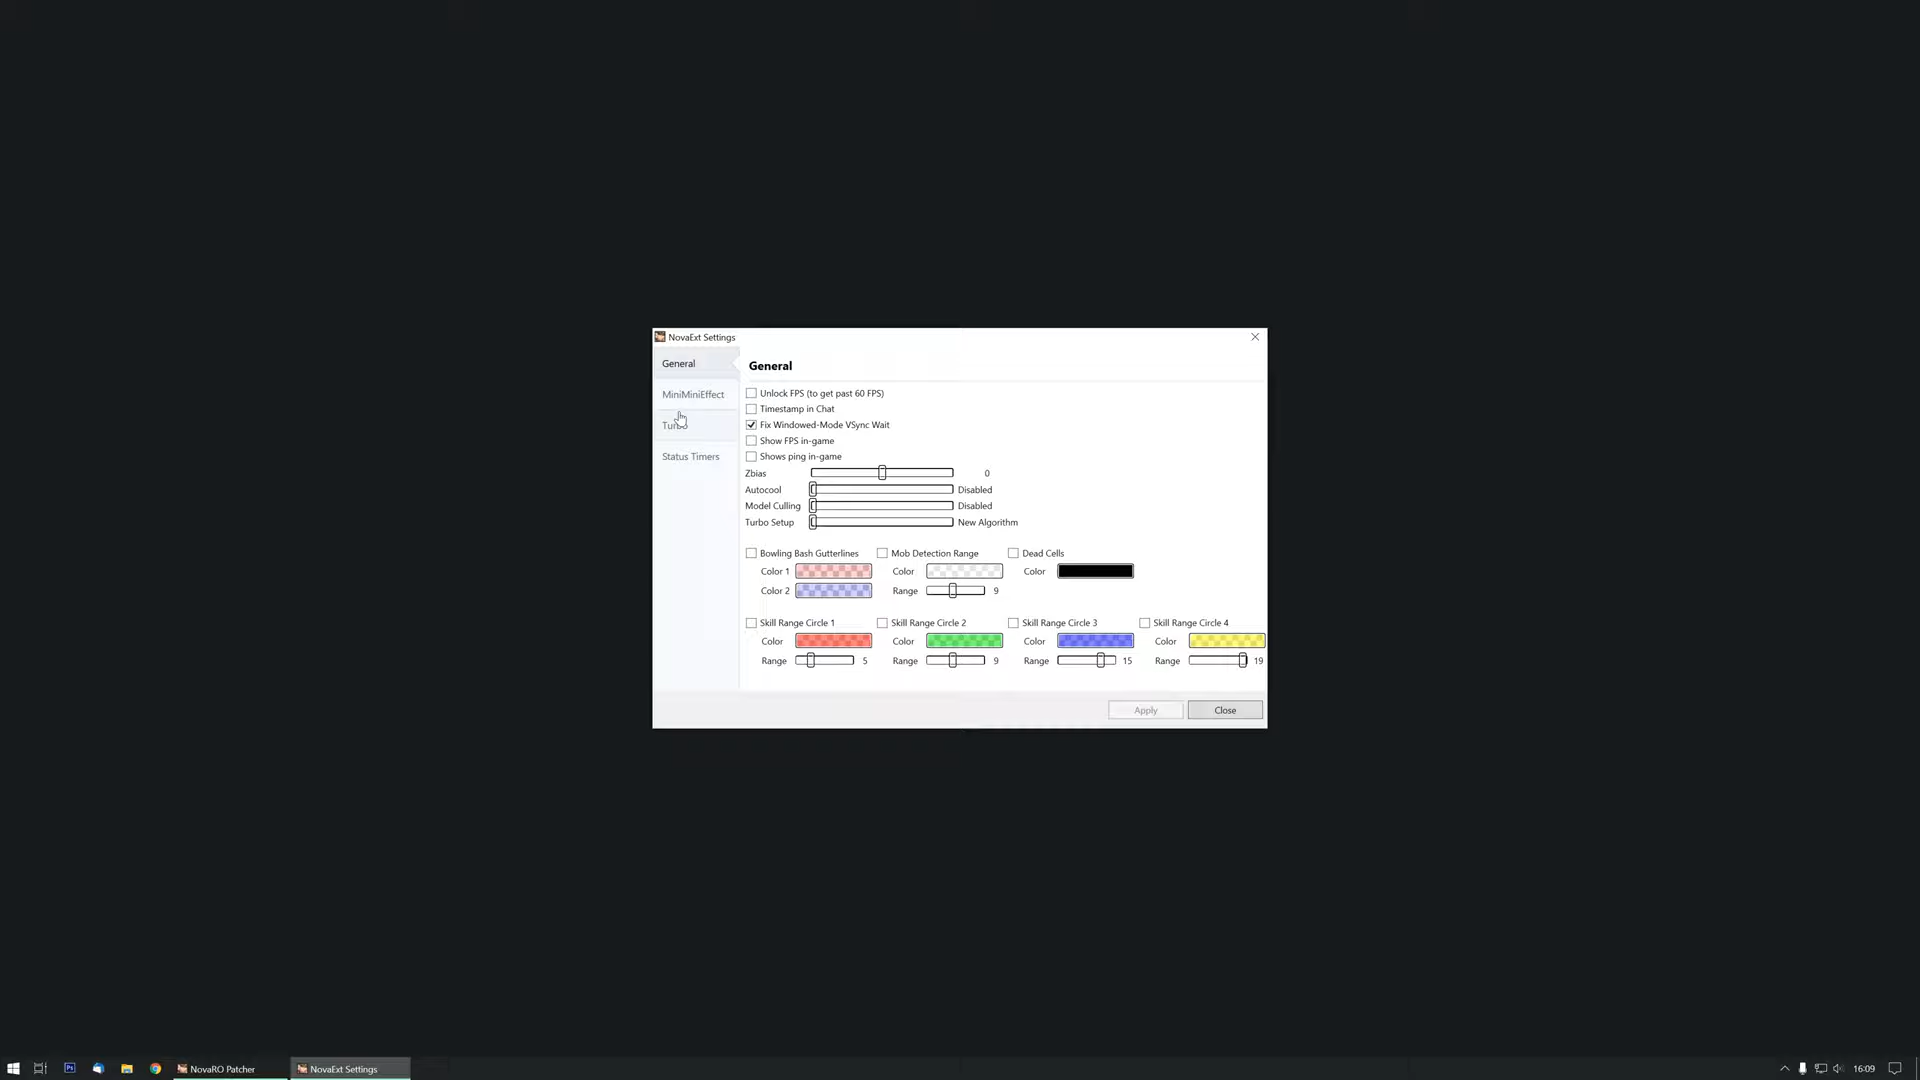 NovaExt Settings
General
MiniMiniEffect
Turbo
Status Timers
General
Unlock FPS (to get past 60 FPS)
Timestamp in Chat
Fix Windowed-Mode VSync Wait
Show FPS in-game
Shows ping in-game
Zbias 0
Autocool Disabled
Model Culling Disabled
Turbo Setup New Algorithm
Bowling Bash Gutterlines Mob Detection Range Dead Cells
Color 1 Color Color
Color 2 Range 9
Skill Range Circle 1 Skill Range Circle 2 Skill Range Circle 3 Skill Range Circle 4
Color Color Color Color
Range 5 Range 9 Range 15 Range 19
Apply Close
Ps NovaRO Patcher NovaExt Settings 16:09